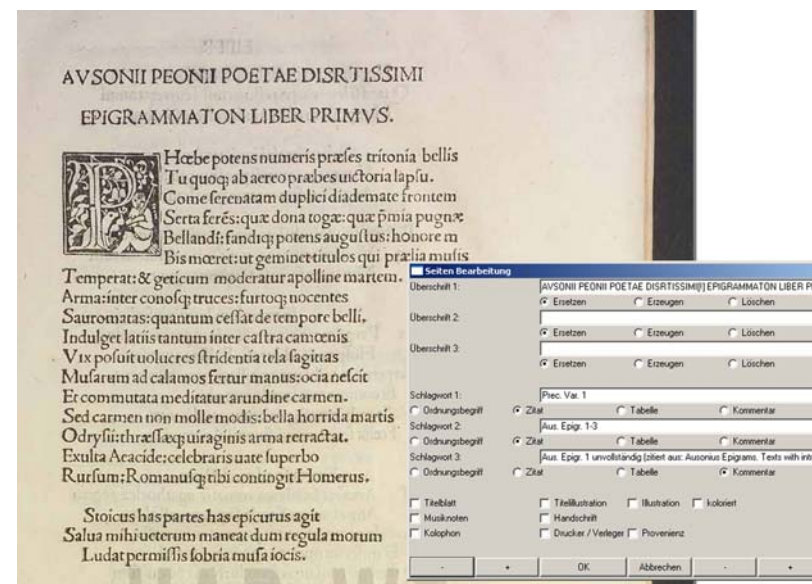 AVSONII PEONII POETAE DISRTISSIMI
EPIGRAMMATON LIBER PRIMVS.
P Hœbe potens numeris præses tritonia bellis
Tu quoq; ab aereo præbes uictoria lapsu.
Come serenatam duplici diademate frontem
Serta ferēs: quæ dona togæ: quæ p̄mia pugnæ
Bellandi: fandiq; potens augustus: honore m
Bis mœret: ut geminet titulos qui prælia musis
Temperat: & geticum moderatur apolline martem.
Arma: inter conosq; truces: furtoq; nocentes
Sauromatas: quantum cessat de tempore belli,
Indulget latiis tantum inter castra camœnis
Vix posuit uolucres stridentia tela sagittas
Musarum ad calamos fertur manus: ocia nescit
Et commutata meditatur arundine carmen.
Sed carmen non molle modis: bella horrida martis
Odrysii: thræssæq; uiraginis arma retractat.
Exulta Aeacide; celebraris uate superbo
Rursum: Romanusq; tibi contingit Homerus.
Stoicus has partes has epicurus agit
Salua mihi ueterum maneat dum regula morum
Ludat permissis sobria musa iocis.
Seiten Bearbeitung
Überschrift 1: AVSONII PEONII POETAE DISRTISSIMI[!] EPIGRAMMATON LIBER P
Ersetzen Erzeugen Löschen
Überschrift 2:
Ersetzen Erzeugen Löschen
Überschrift 3:
Ersetzen Erzeugen Löschen
Schlagwort 1: Prec. Var. 1
Ordnungsbegriff Zitat Tabelle Kommentar
Schlagwort 2: Aus. Epigr. 1-3
Ordnungsbegriff Zitat Tabelle Kommentar
Schlagwort 3: Aus. Epigr. 1 unvollständig (zitiert aus: Ausonius Epigrams. Texts with intr
Ordnungsbegriff Zitat Tabelle Kommentar
Titelblatt Titelillustration Illustration koloriert
Musiknoten Handschrift
Kolophon Drucker / Verleger Provenienz
- + OK Abbrechen - +